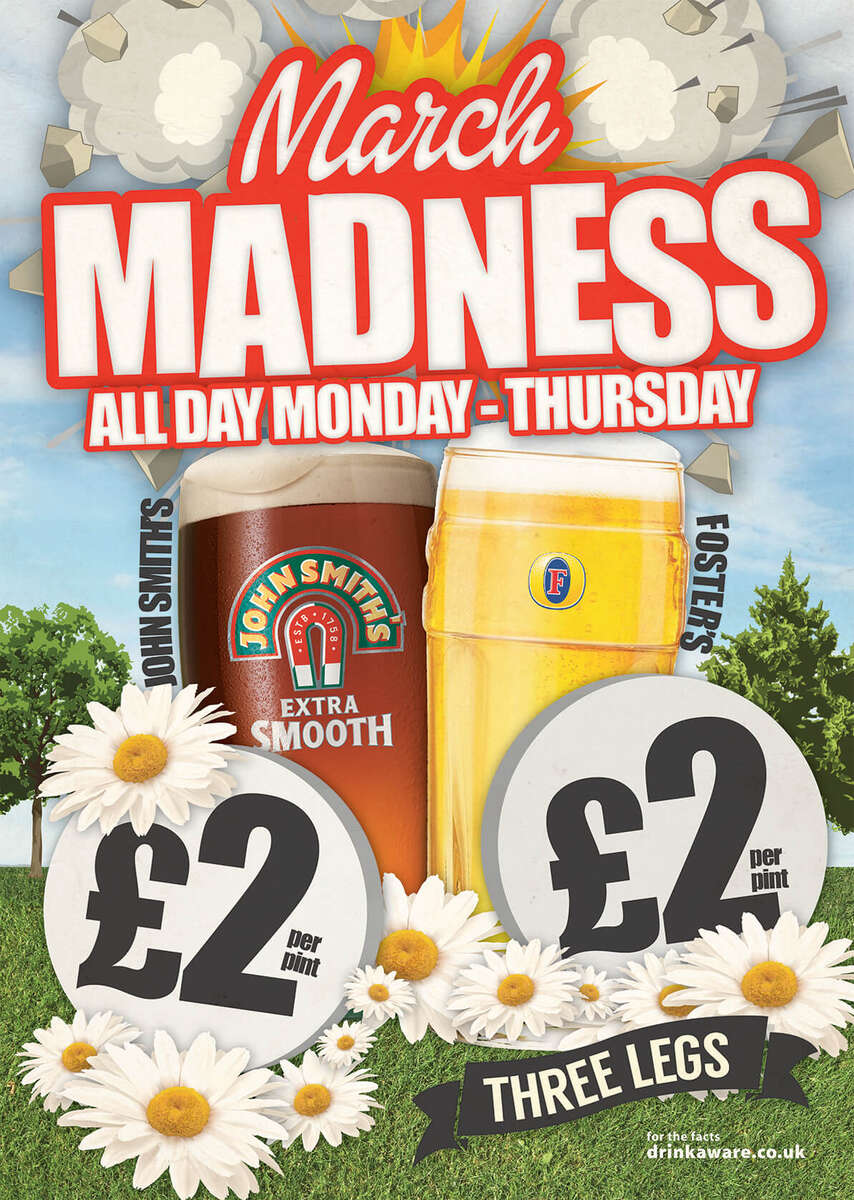 March
MADNESS
ALL DAY MONDAY - THURSDAY
JOHN SMITH'S
FOSTER'S
JOHN SMITH'S
ESTB · 1758
EXTRA
SMOOTH
F
£2
per
pint
£2
per
pint
THREE LEGS
for the facts
drinkaware.co.uk